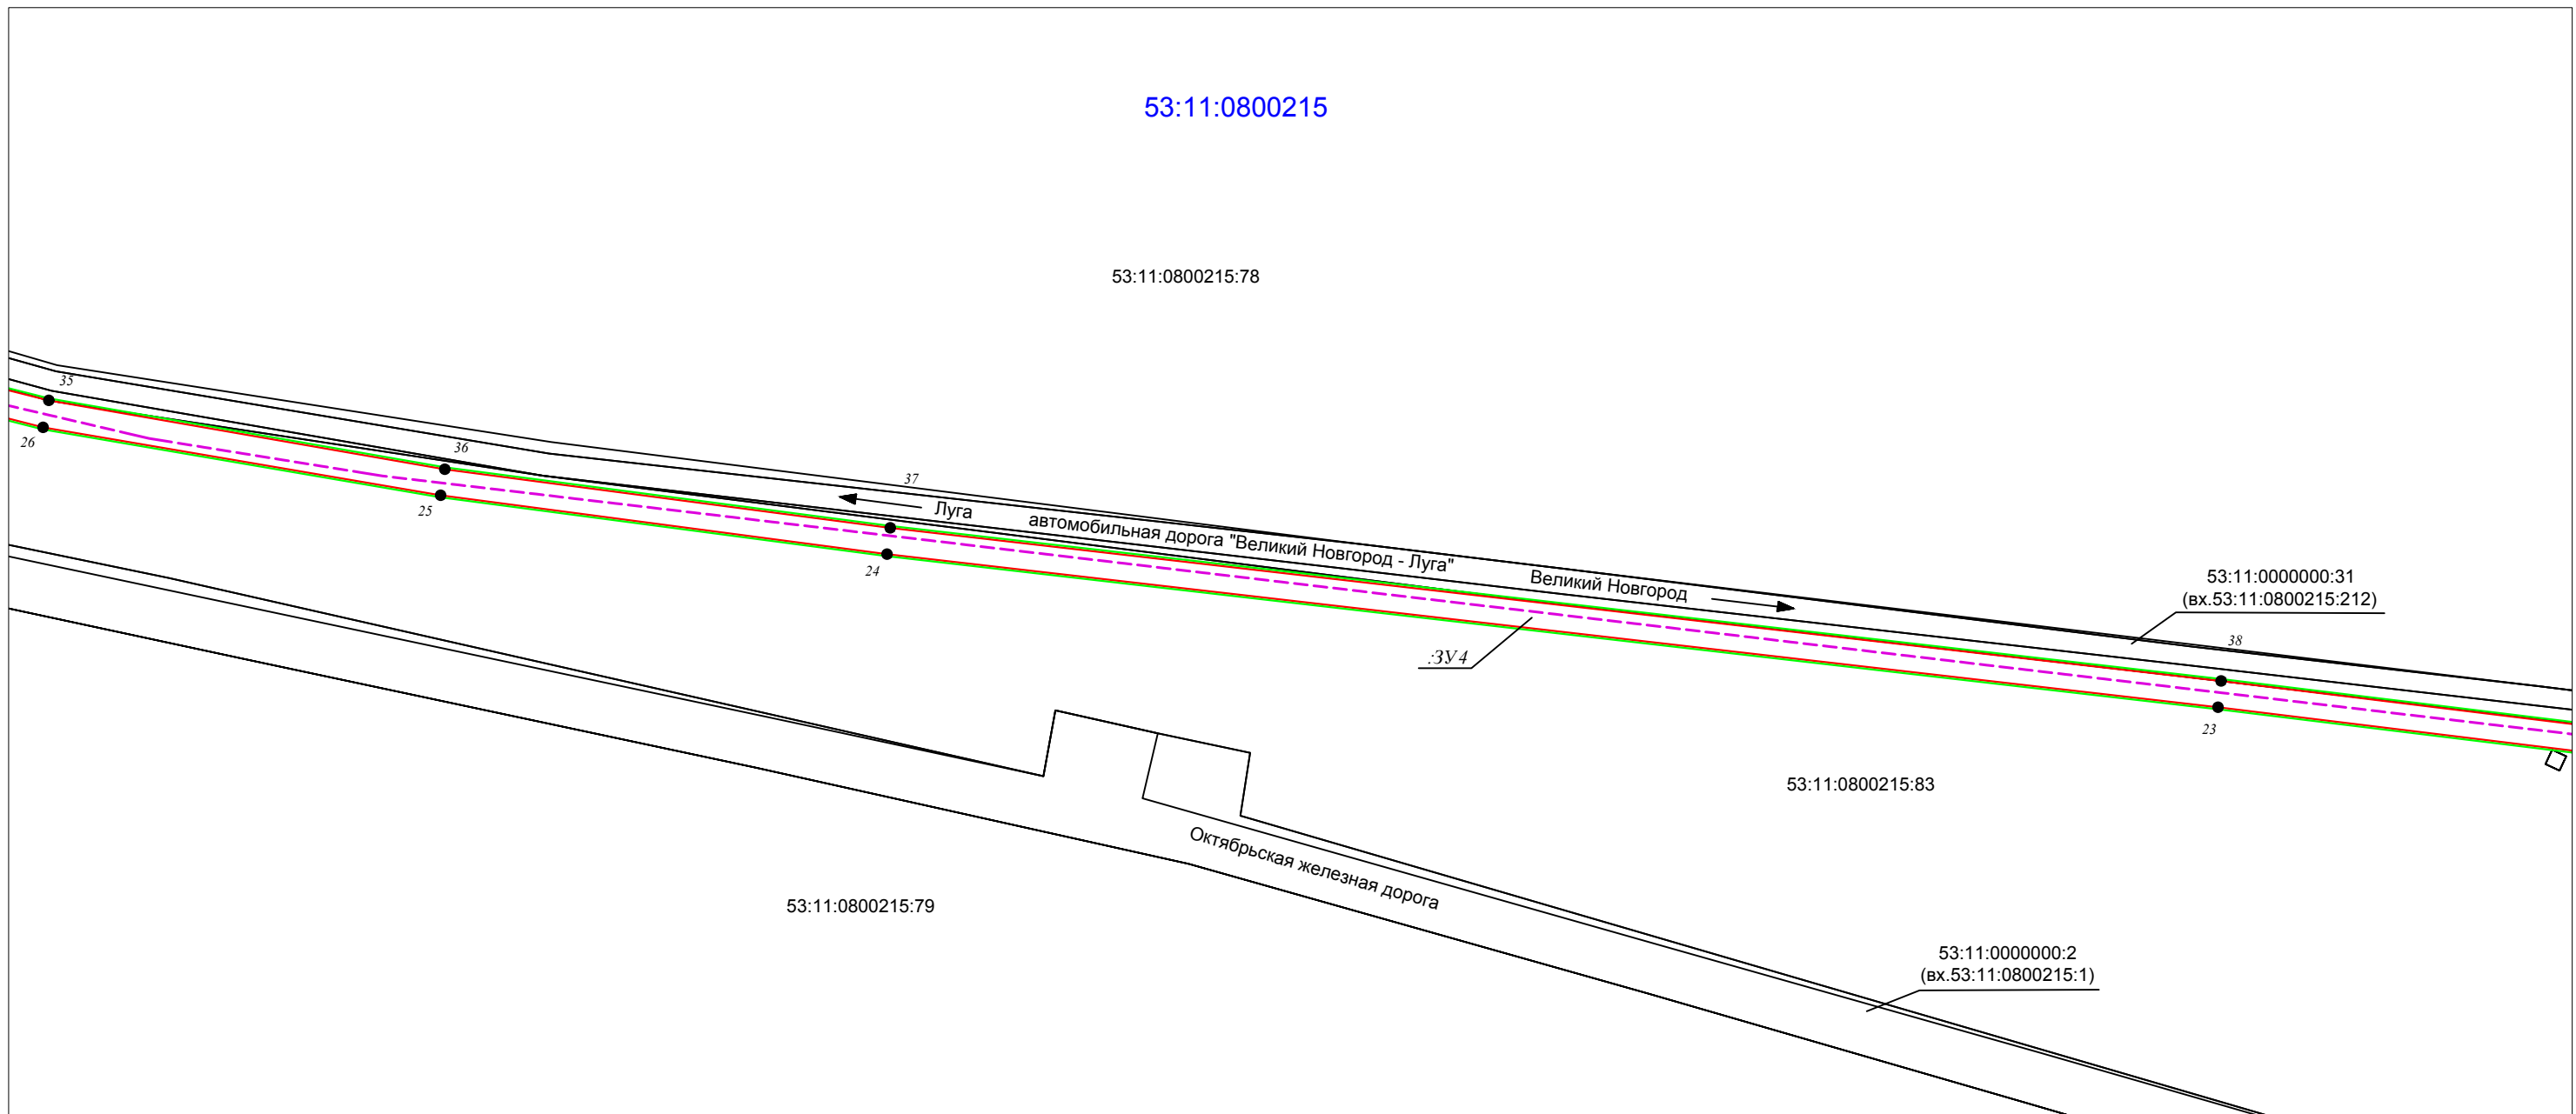 53:11:0800215
53:11:0800215:78
35
26
36
25
37
Луга
автомобильная дорога "Великий Новгород - Луга"
Великий Новгород
24
:ЗУ4
53:11:0000000:31
(вх.53:11:0800215:212)
38
23
53:11:0800215:83
Октябрьская железная дорога
53:11:0800215:79
53:11:0000000:2
(вх.53:11:0800215:1)